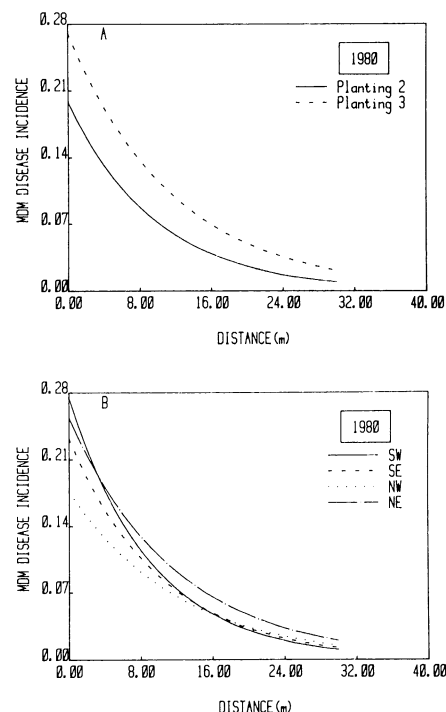 A
1980
Planting 2
Planting 3
MDM DISEASE INCIDENCE
0.28
0.21
0.14
0.07
0.00
0.00 8.00 16.00 24.00 32.00 40.00
DISTANCE(m)
B
1980
SW
SE
NW
NE
MDM DISEASE INCIDENCE
0.28
0.21
0.14
0.07
0.00
0.00 8.00 16.00 24.00 32.00 40.00
DISTANCE(m)